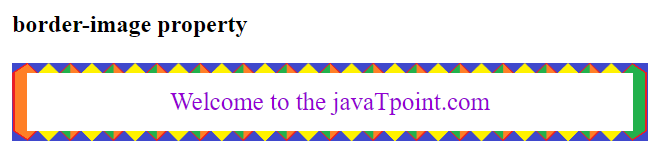 border-image property
Welcome to the javaTpoint.com